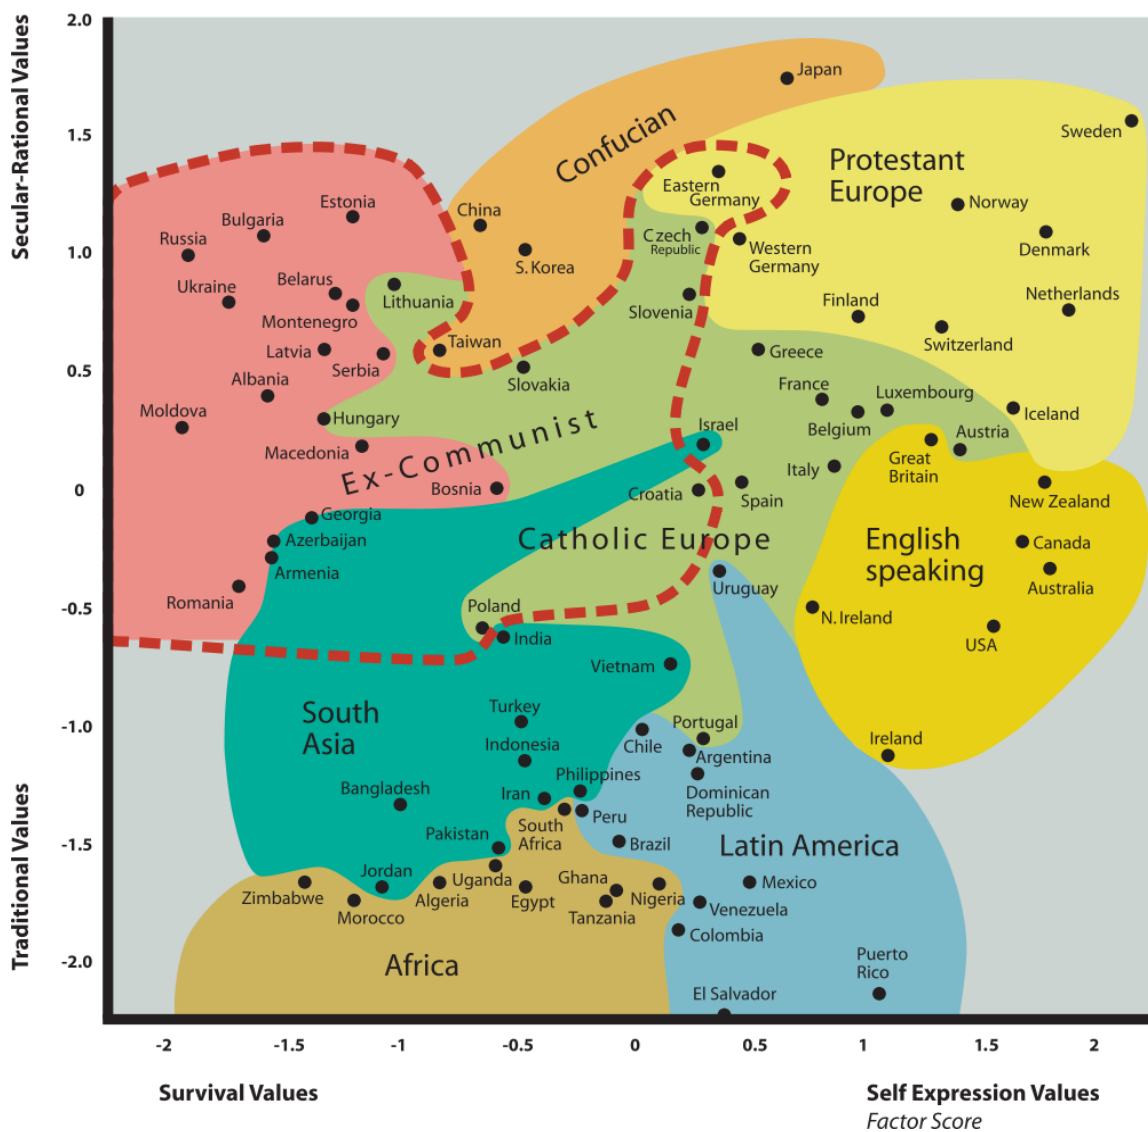 Secular-Rational Values
Traditional Values
2.0
1.5
1.0
0.5
0
-0.5
-1.0
-1.5
-2.0
Japan
Confucian
Sweden
Protestant
Europe
Eastern
Germany
Norway
Estonia
China
Bulgaria
Russia
Czech
Republic
Western
Germany
Denmark
S. Korea
Ukraine
Belarus
Lithuania
Montenegro
Slovenia
Finland
Netherlands
Switzerland
Latvia
Serbia
Taiwan
Slovakia
Greece
Albania
France
Luxembourg
Moldova
Hungary
Belgium
Iceland
Macedonia
Ex-Communist
Israel
Great
Britain
Austria
Italy
Bosnia
Croatia
Spain
New Zealand
Georgia
Azerbaijan
Armenia
Catholic Europe
English
speaking
Canada
Australia
Romania
Uruguay
Poland
India
N. Ireland
USA
Vietnam
South
Asia
Turkey
Indonesia
Chile
Portugal
Argentina
Ireland
Bangladesh
Iran
Philippines
Dominican
Republic
Pakistan
South
Africa
Peru
Brazil
Latin America
Zimbabwe
Jordan
Morocco
Algeria
Uganda
Egypt
Ghana
Tanzania
Nigeria
Mexico
Venezuela
Colombia
Africa
Puerto
Rico
El Salvador
-2
-1.5
-1
-0.5
0
0.5
1
1.5
2
Survival Values
Self Expression Values
Factor Score